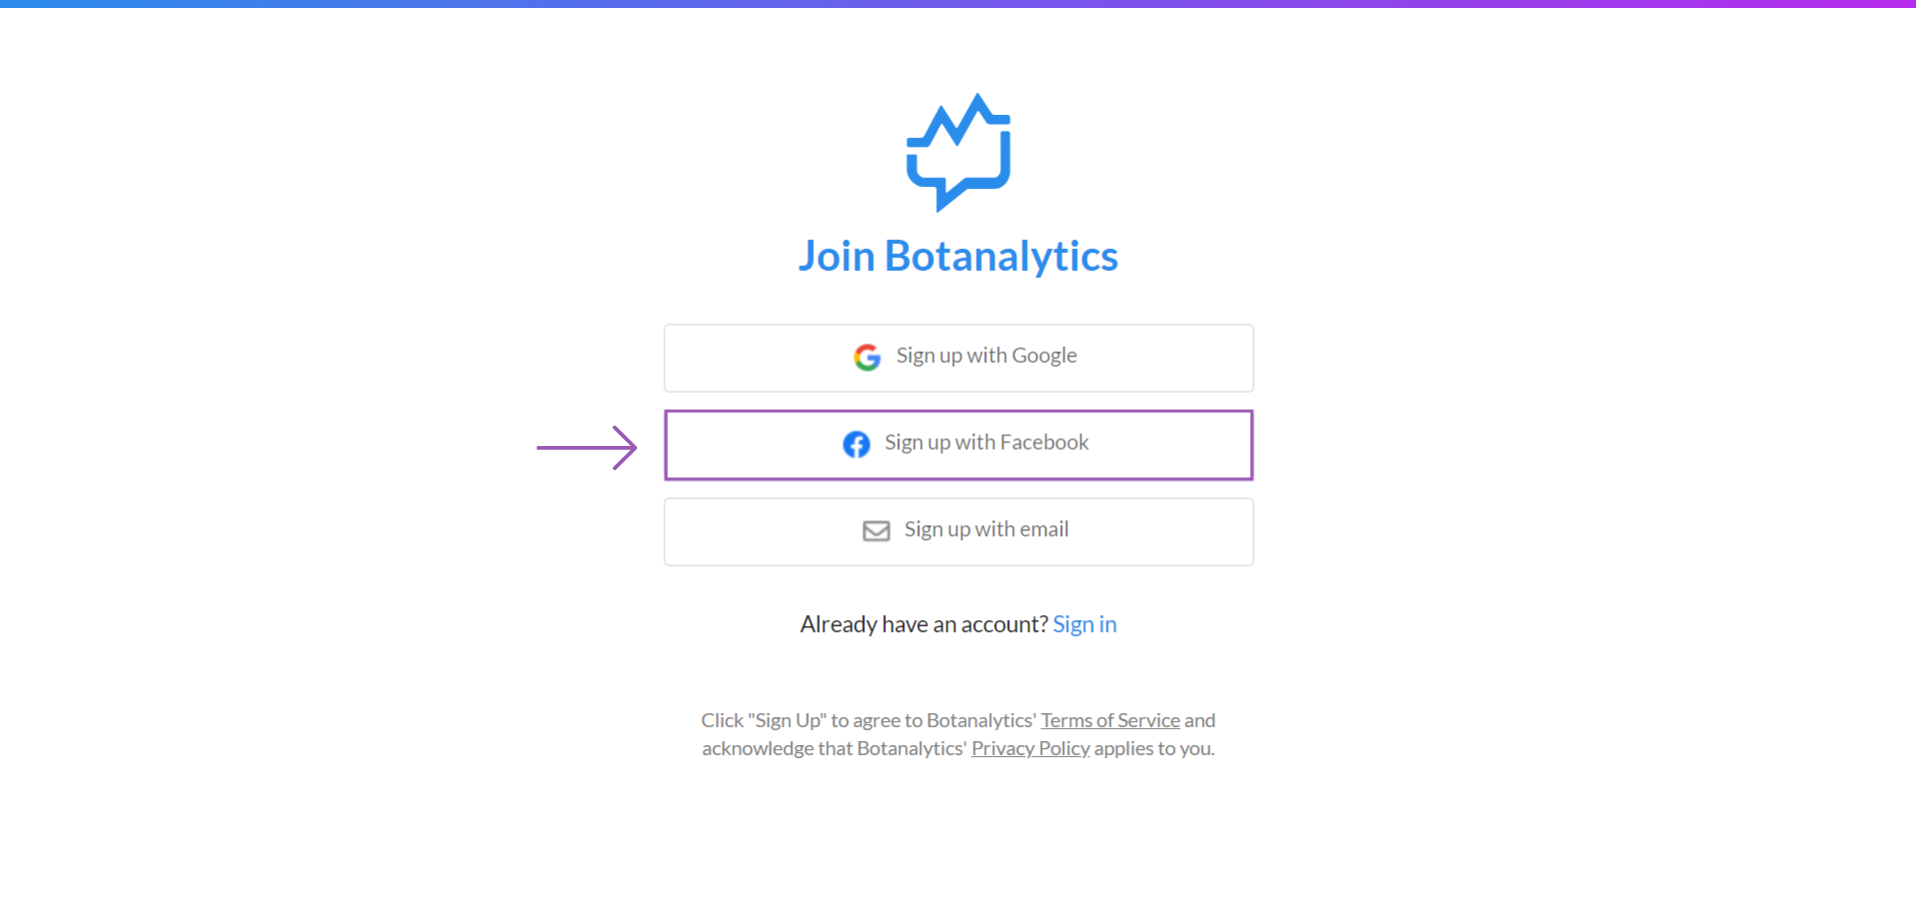 Join Botanalytics
Sign up with Google
Sign up with Facebook
Sign up with email
Already have an account? Sign in
Click "Sign Up" to agree to Botanalytics' Terms of Service and
acknowledge that Botanalytics' Privacy Policy applies to you.